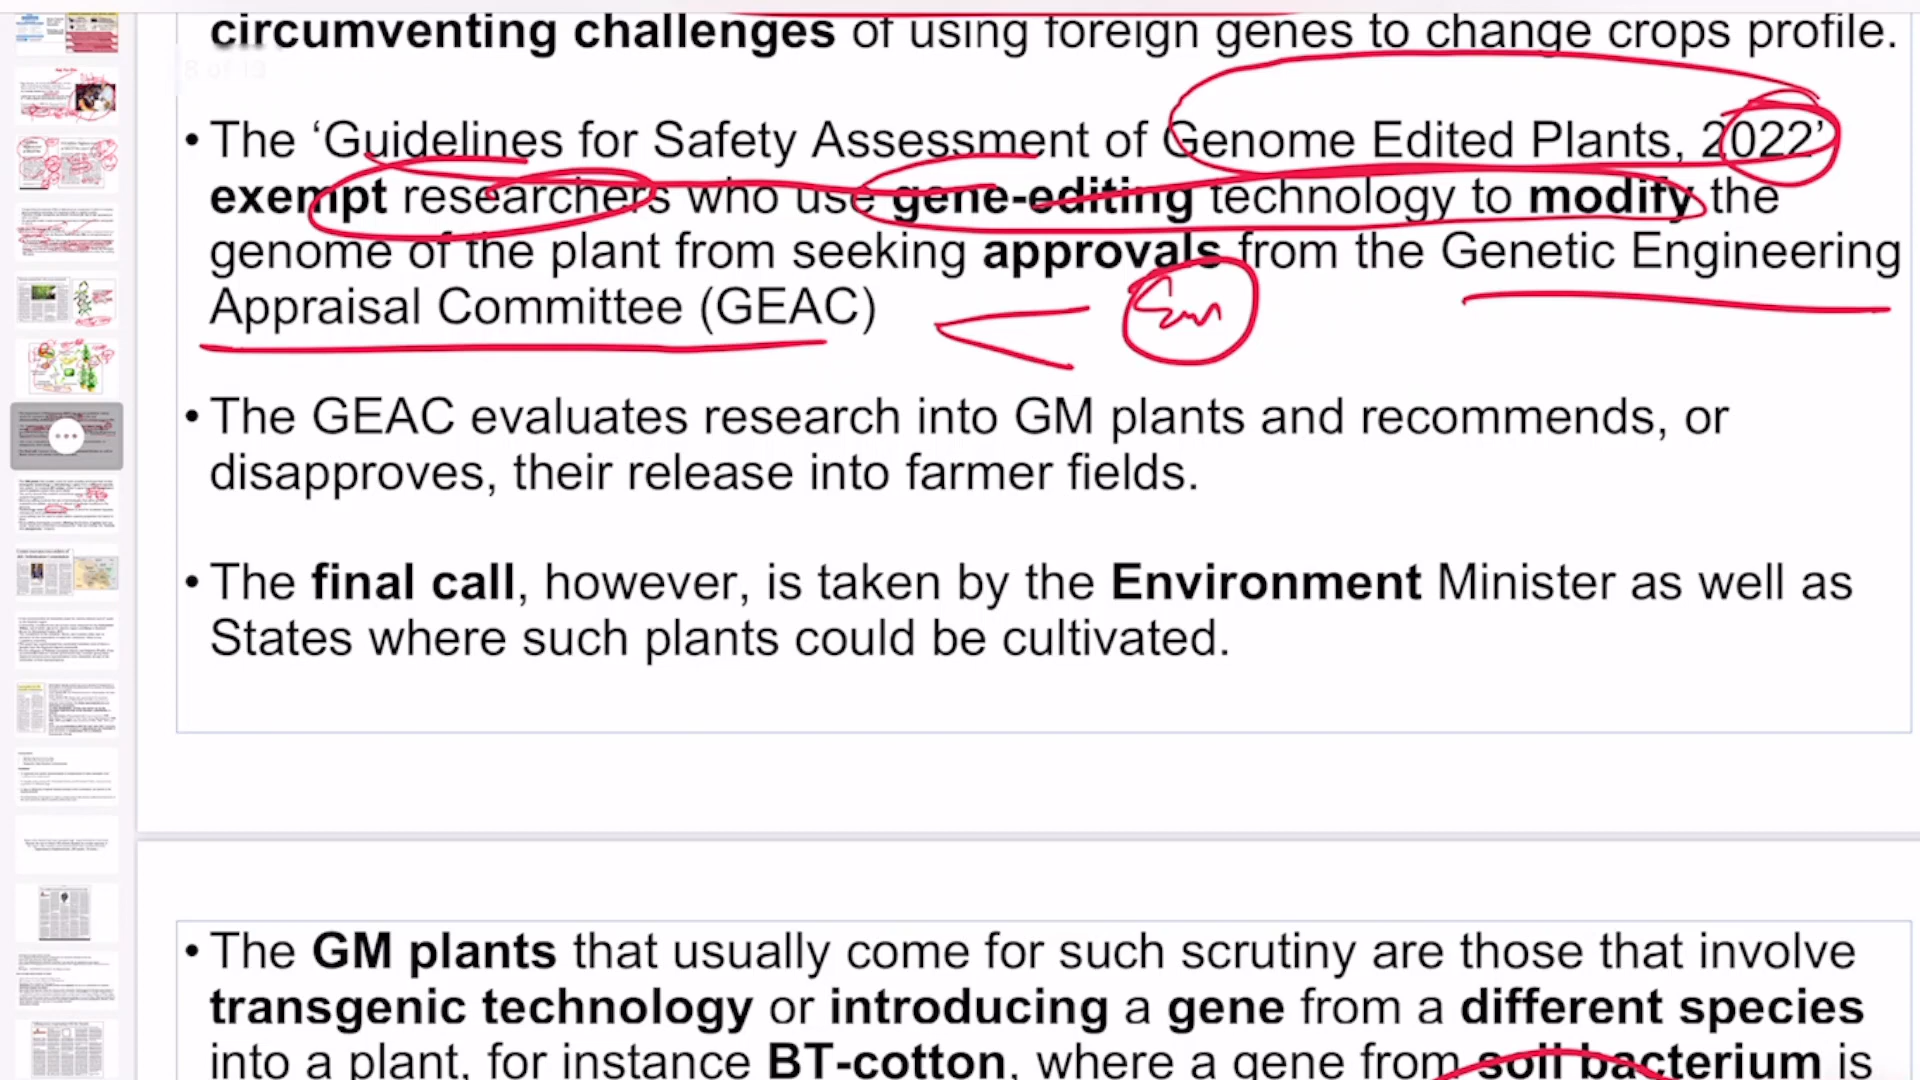 circumventing challenges of using foreign genes to change crops profile.
8 of 19
• The ‘Guidelines for Safety Assessment of Genome Edited Plants, 2022’
exempt researchers who use gene-editing technology to modify the
genome of the plant from seeking approvals from the Genetic Engineering
Appraisal Committee (GEAC)
• The GEAC evaluates research into GM plants and recommends, or
disapproves, their release into farmer fields.
• The final call, however, is taken by the Environment Minister as well as
States where such plants could be cultivated.
• The GM plants that usually come for such scrutiny are those that involve
transgenic technology or introducing a gene from a different species
into a plant, for instance BT-cotton, where a gene from soil bacterium is